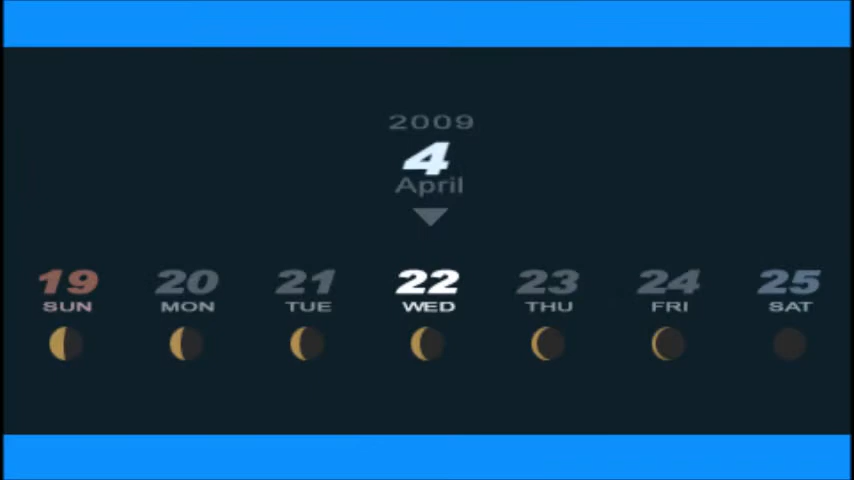 2009
4
April
19 20 21 22 23 24 25
SUN MON TUE WED THU FRI SAT